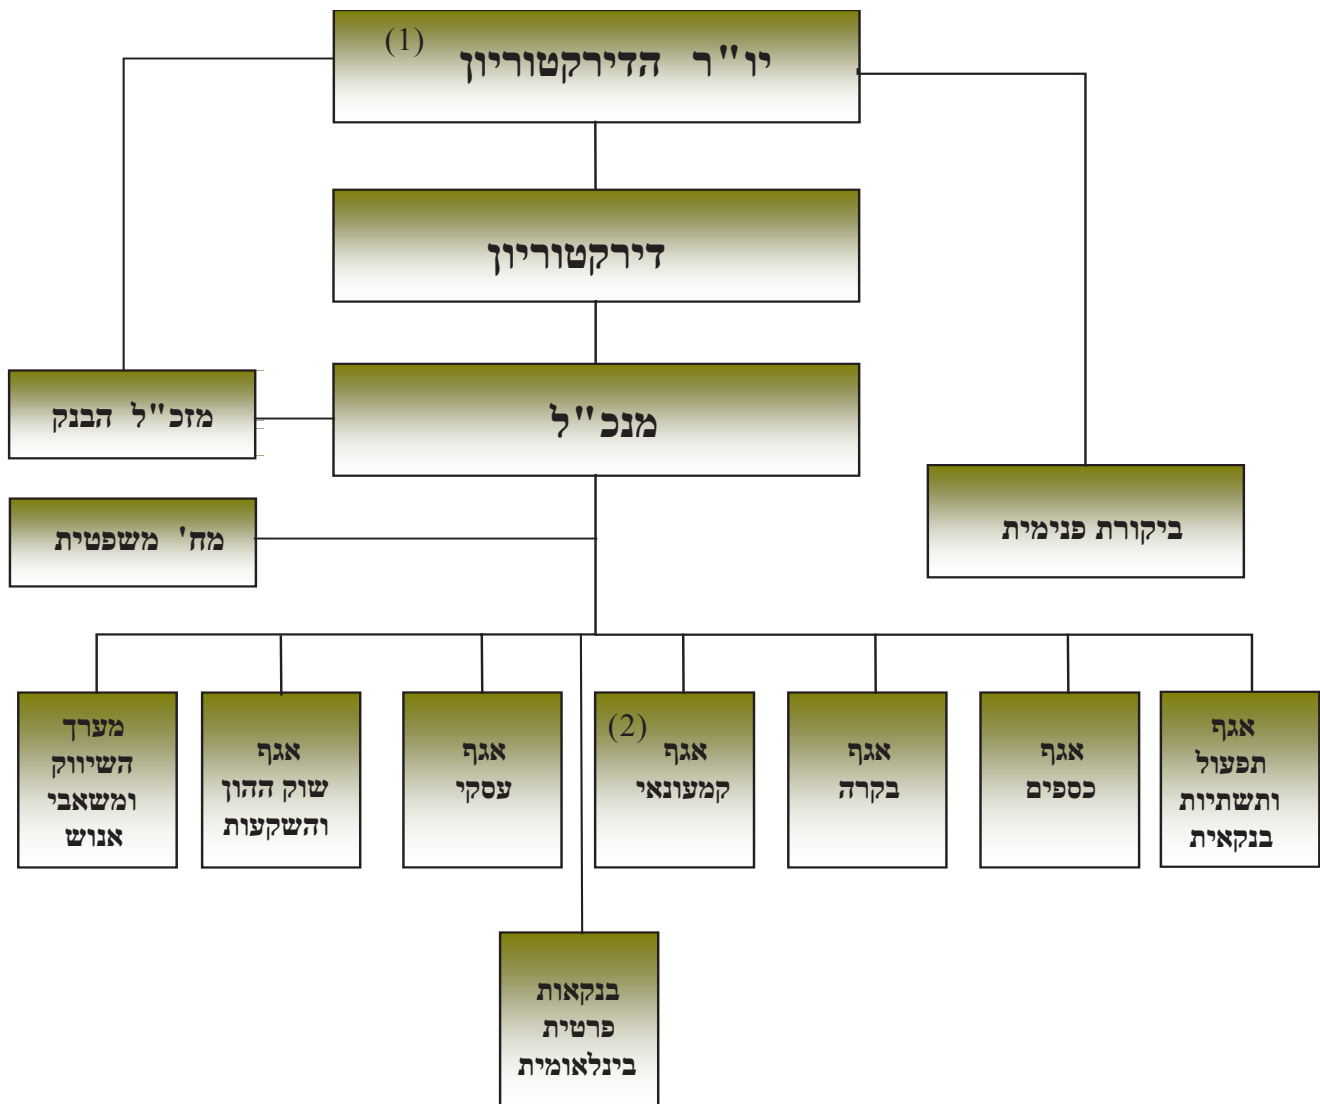 יו"ר הדירקטוריון (1)
דירקטוריון
מנכ"ל
מזכ"ל הבנק
ביקורת פנימית
מח' משפטית
אגף
תפעול
ותשתיות
בנקאית
אגף
כספים
אגף
בקרה
אגף (2)
קמעונאי
אגף
עסקי
אגף
שוק ההון
והשקעות
מערך
השיווק
ומשאבי
אנוש
בנקאות
פרטית
בינלאומית